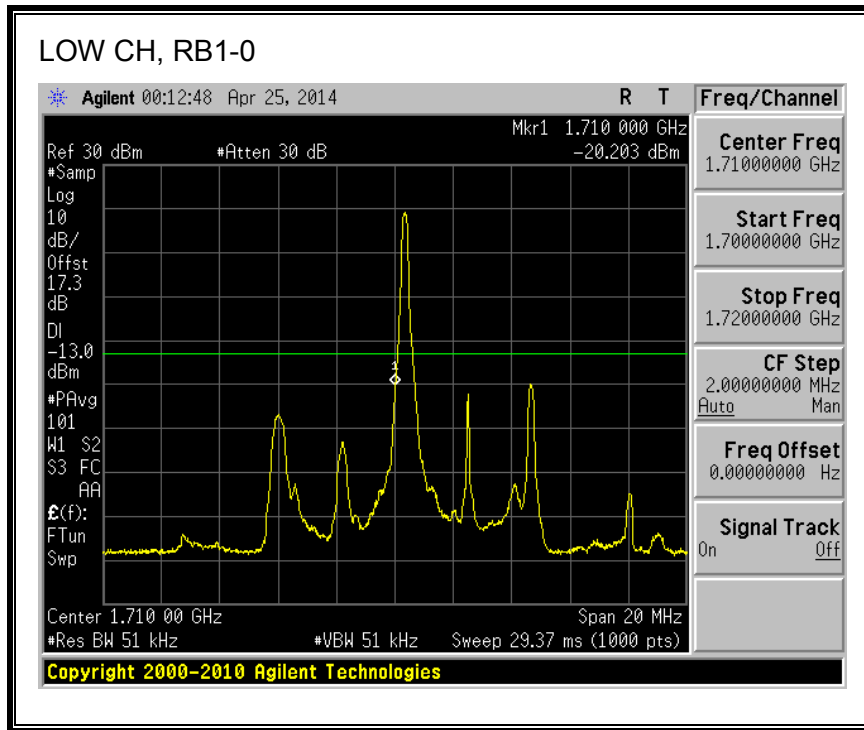 LOW CH, RB1-0
Agilent 00:12:48 Apr 25, 2014 R T
Mkr1 1.710 000 GHz
Ref 30 dBm #Atten 30 dB -20.203 dBm
#Samp
Log
10
dB/
Offst
17.3
dB
DI
-13.0
dBm
#PAvg
101
W1 S2
S3 FC
AA
£(f):
FTun
Swp
1
Center 1.710 00 GHz Span 20 MHz
#Res BW 51 kHz #VBW 51 kHz Sweep 29.37 ms (1000 pts)
Copyright 2000-2010 Agilent Technologies
Freq/Channel
Center Freq
1.71000000 GHz
Start Freq
1.70000000 GHz
Stop Freq
1.72000000 GHz
CF Step
2.00000000 MHz
Auto Man
Freq Offset
0.00000000 Hz
Signal Track
On Off